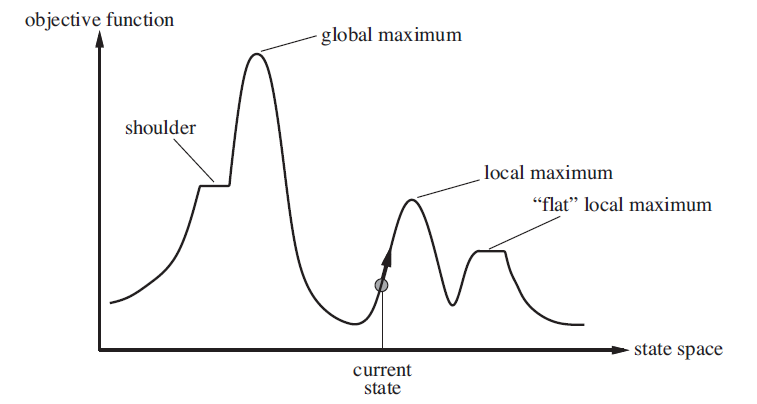 objective function
global maximum
shoulder
local maximum
“flat” local maximum
state space
current
state